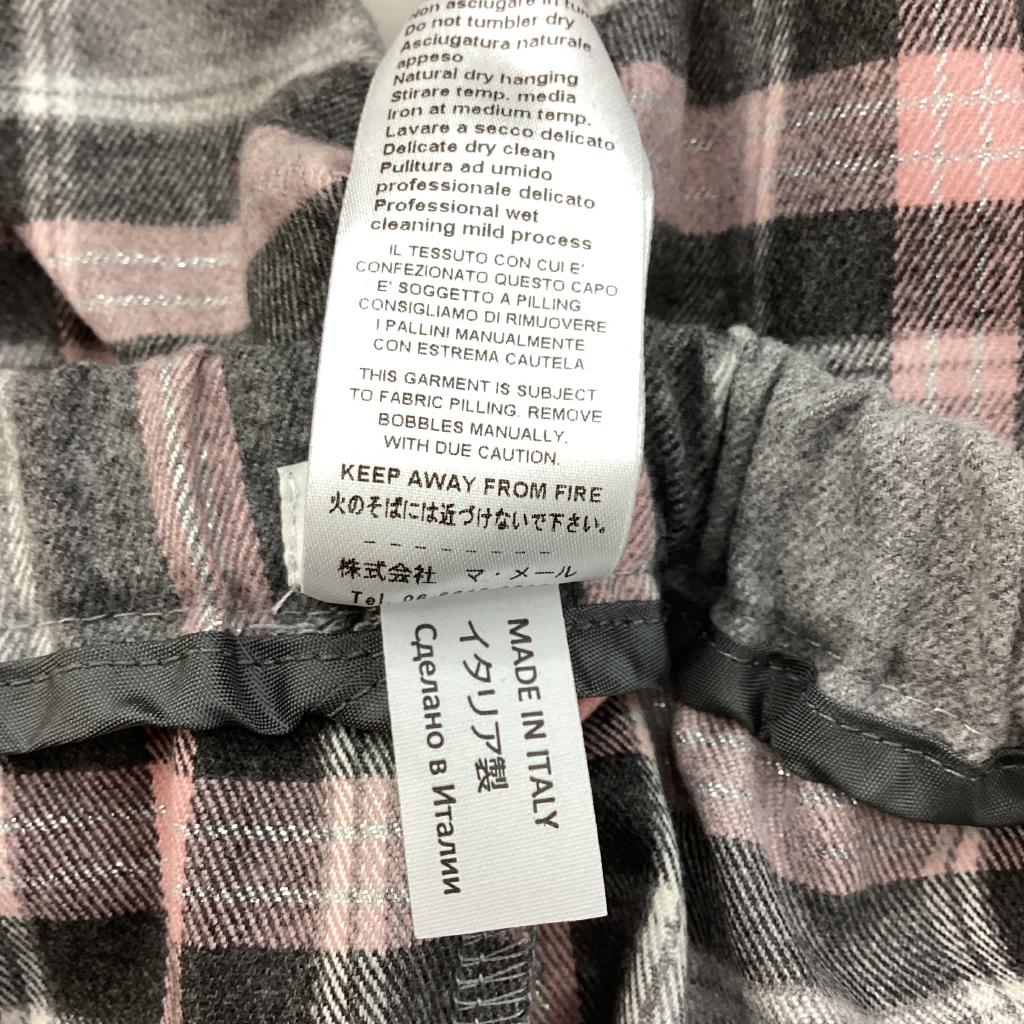 Non asciugare in
Do not tumbler dry
Asciugatura naturale
appeso
Natural dry hanging
Stirare temp. media
Iron at medium temp.
Lavare a secco delicato
Delicate dry clean
Pulitura ad umido
professionale delicato
Professional wet
cleaning mild process
IL TESSUTO CON CUI E'
CONFEZIONATO QUESTO CAPO
E' SOGGETTO A PILLING
CONSIGLIAMO DI RIMUOVERE
I PALLINI MANUALMENTE
CON ESTREMA CAUTELA.
THIS GARMENT IS SUBJECT
TO FABRIC PILLING. REMOVE
BOBBLES MANUALLY.
WITH DUE CAUTION.
KEEP AWAY FROM FIRE
火のそばには近づけないで下さい。
--------
株式会社 マ・メール
Tel 06
MADE IN ITALY
イタリア製
Сделано в Италии